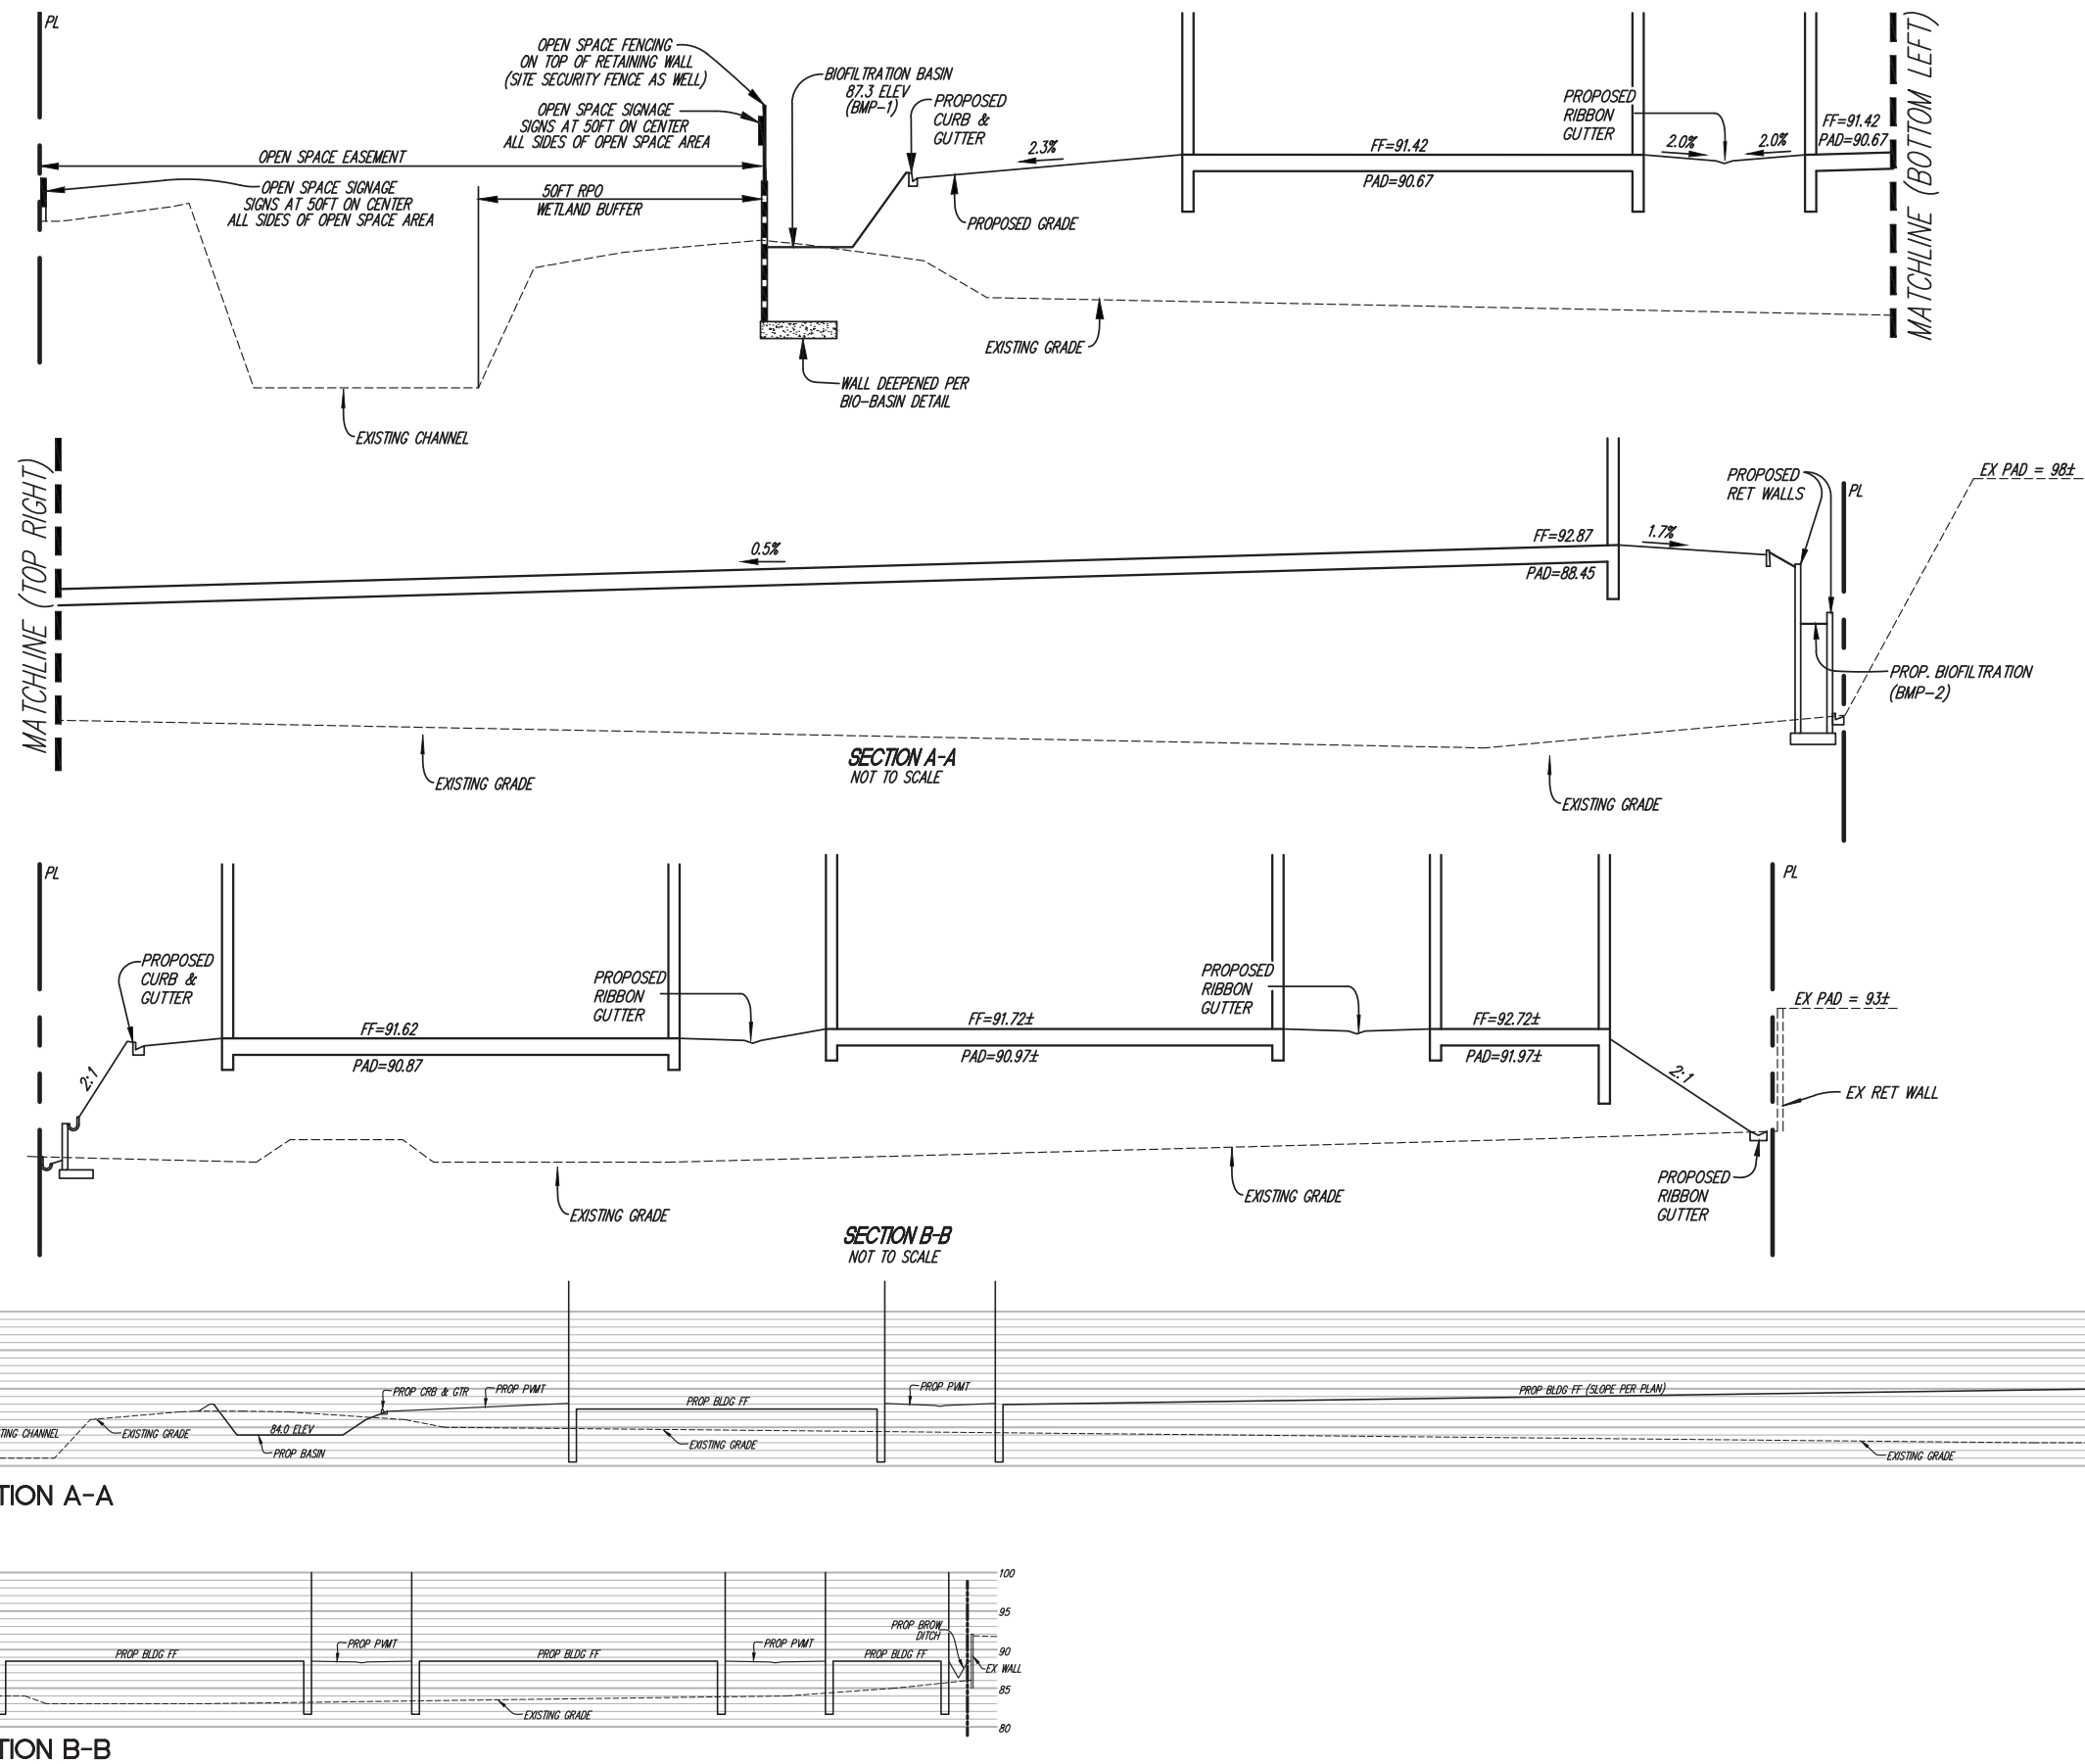 PL
OPEN SPACE FENCING
ON TOP OF RETAINING WALL
(SITE SECURITY FENCE AS WELL)
OPEN SPACE SIGNAGE
SIGNS AT 50FT ON CENTER
ALL SIDES OF OPEN SPACE AREA
OPEN SPACE EASEMENT
OPEN SPACE SIGNAGE
SIGNS AT 50FT ON CENTER
ALL SIDES OF OPEN SPACE AREA
50FT RPO
WETLAND BUFFER
BIOFILTRATION BASIN
87.3 ELEV
(BMP-1)
PROPOSED
CURB &
GUTTER
2.3%
PROPOSED GRADE
FF=91.42
PAD=90.67
PROPOSED
RIBBON
GUTTER
2.0%
2.0%
FF=91.42
PAD=90.67
MATCHLINE (BOTTOM LEFT)
EXISTING GRADE
WALL DEEPENED PER
BIO-BASIN DETAIL
EXISTING CHANNEL
MATCHLINE (TOP RIGHT)
0.5%
FF=92.87
PAD=88.45
1.7%
PROPOSED
RET WALLS
PL
EX PAD = 98±
PROP. BIOFILTRATION
(BMP-2)
EXISTING GRADE
SECTION A-A
NOT TO SCALE
EXISTING GRADE
PL
PROPOSED
CURB &
GUTTER
2:1
FF=91.62
PAD=90.87
PROPOSED
RIBBON
GUTTER
FF=91.72±
PAD=90.97±
PROPOSED
RIBBON
GUTTER
FF=92.72±
PAD=91.97±
2:1
PL
EX PAD = 93±
EX RET WALL
EXISTING GRADE
EXISTING GRADE
PROPOSED
RIBBON
GUTTER
SECTION B-B
NOT TO SCALE
PROP CRB & GTR
PROP PVMT
PROP BLDG FF
PROP PVMT
PROP BLDG FF (SLOPE PER PLAN)
TING CHANNEL
EXISTING GRADE
84.0 ELEV
PROP BASIN
EXISTING GRADE
EXISTING GRADE
TION A-A
100
95
90
85
80
PROP BLDG FF
PROP PVMT
PROP BLDG FF
PROP PVMT
PROP BROW
DITCH
PROP BLDG FF
EX WALL
EXISTING GRADE
TION B-B